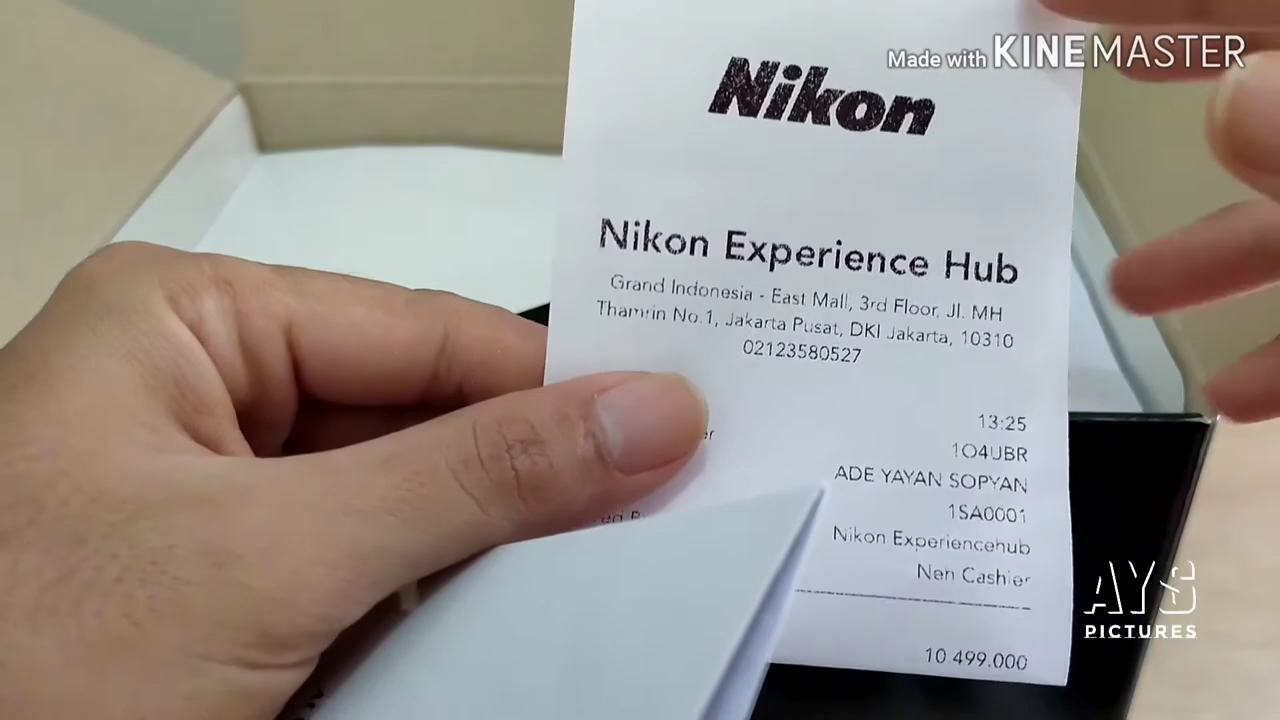 Made with KINEMASTER
Nikon
Nikon Experience Hub
Grand Indonesia - East Mall, 3rd Floor, Jl. MH
Thamrin No.1, Jakarta Pusat, DKI Jakarta, 10310
02123580527
13:25
1O4UBR
ADE YAYAN SOPYAN
1SA0001
Nikon Experiencehub
Nen Cashier
10.499.000
AYS
PICTURES